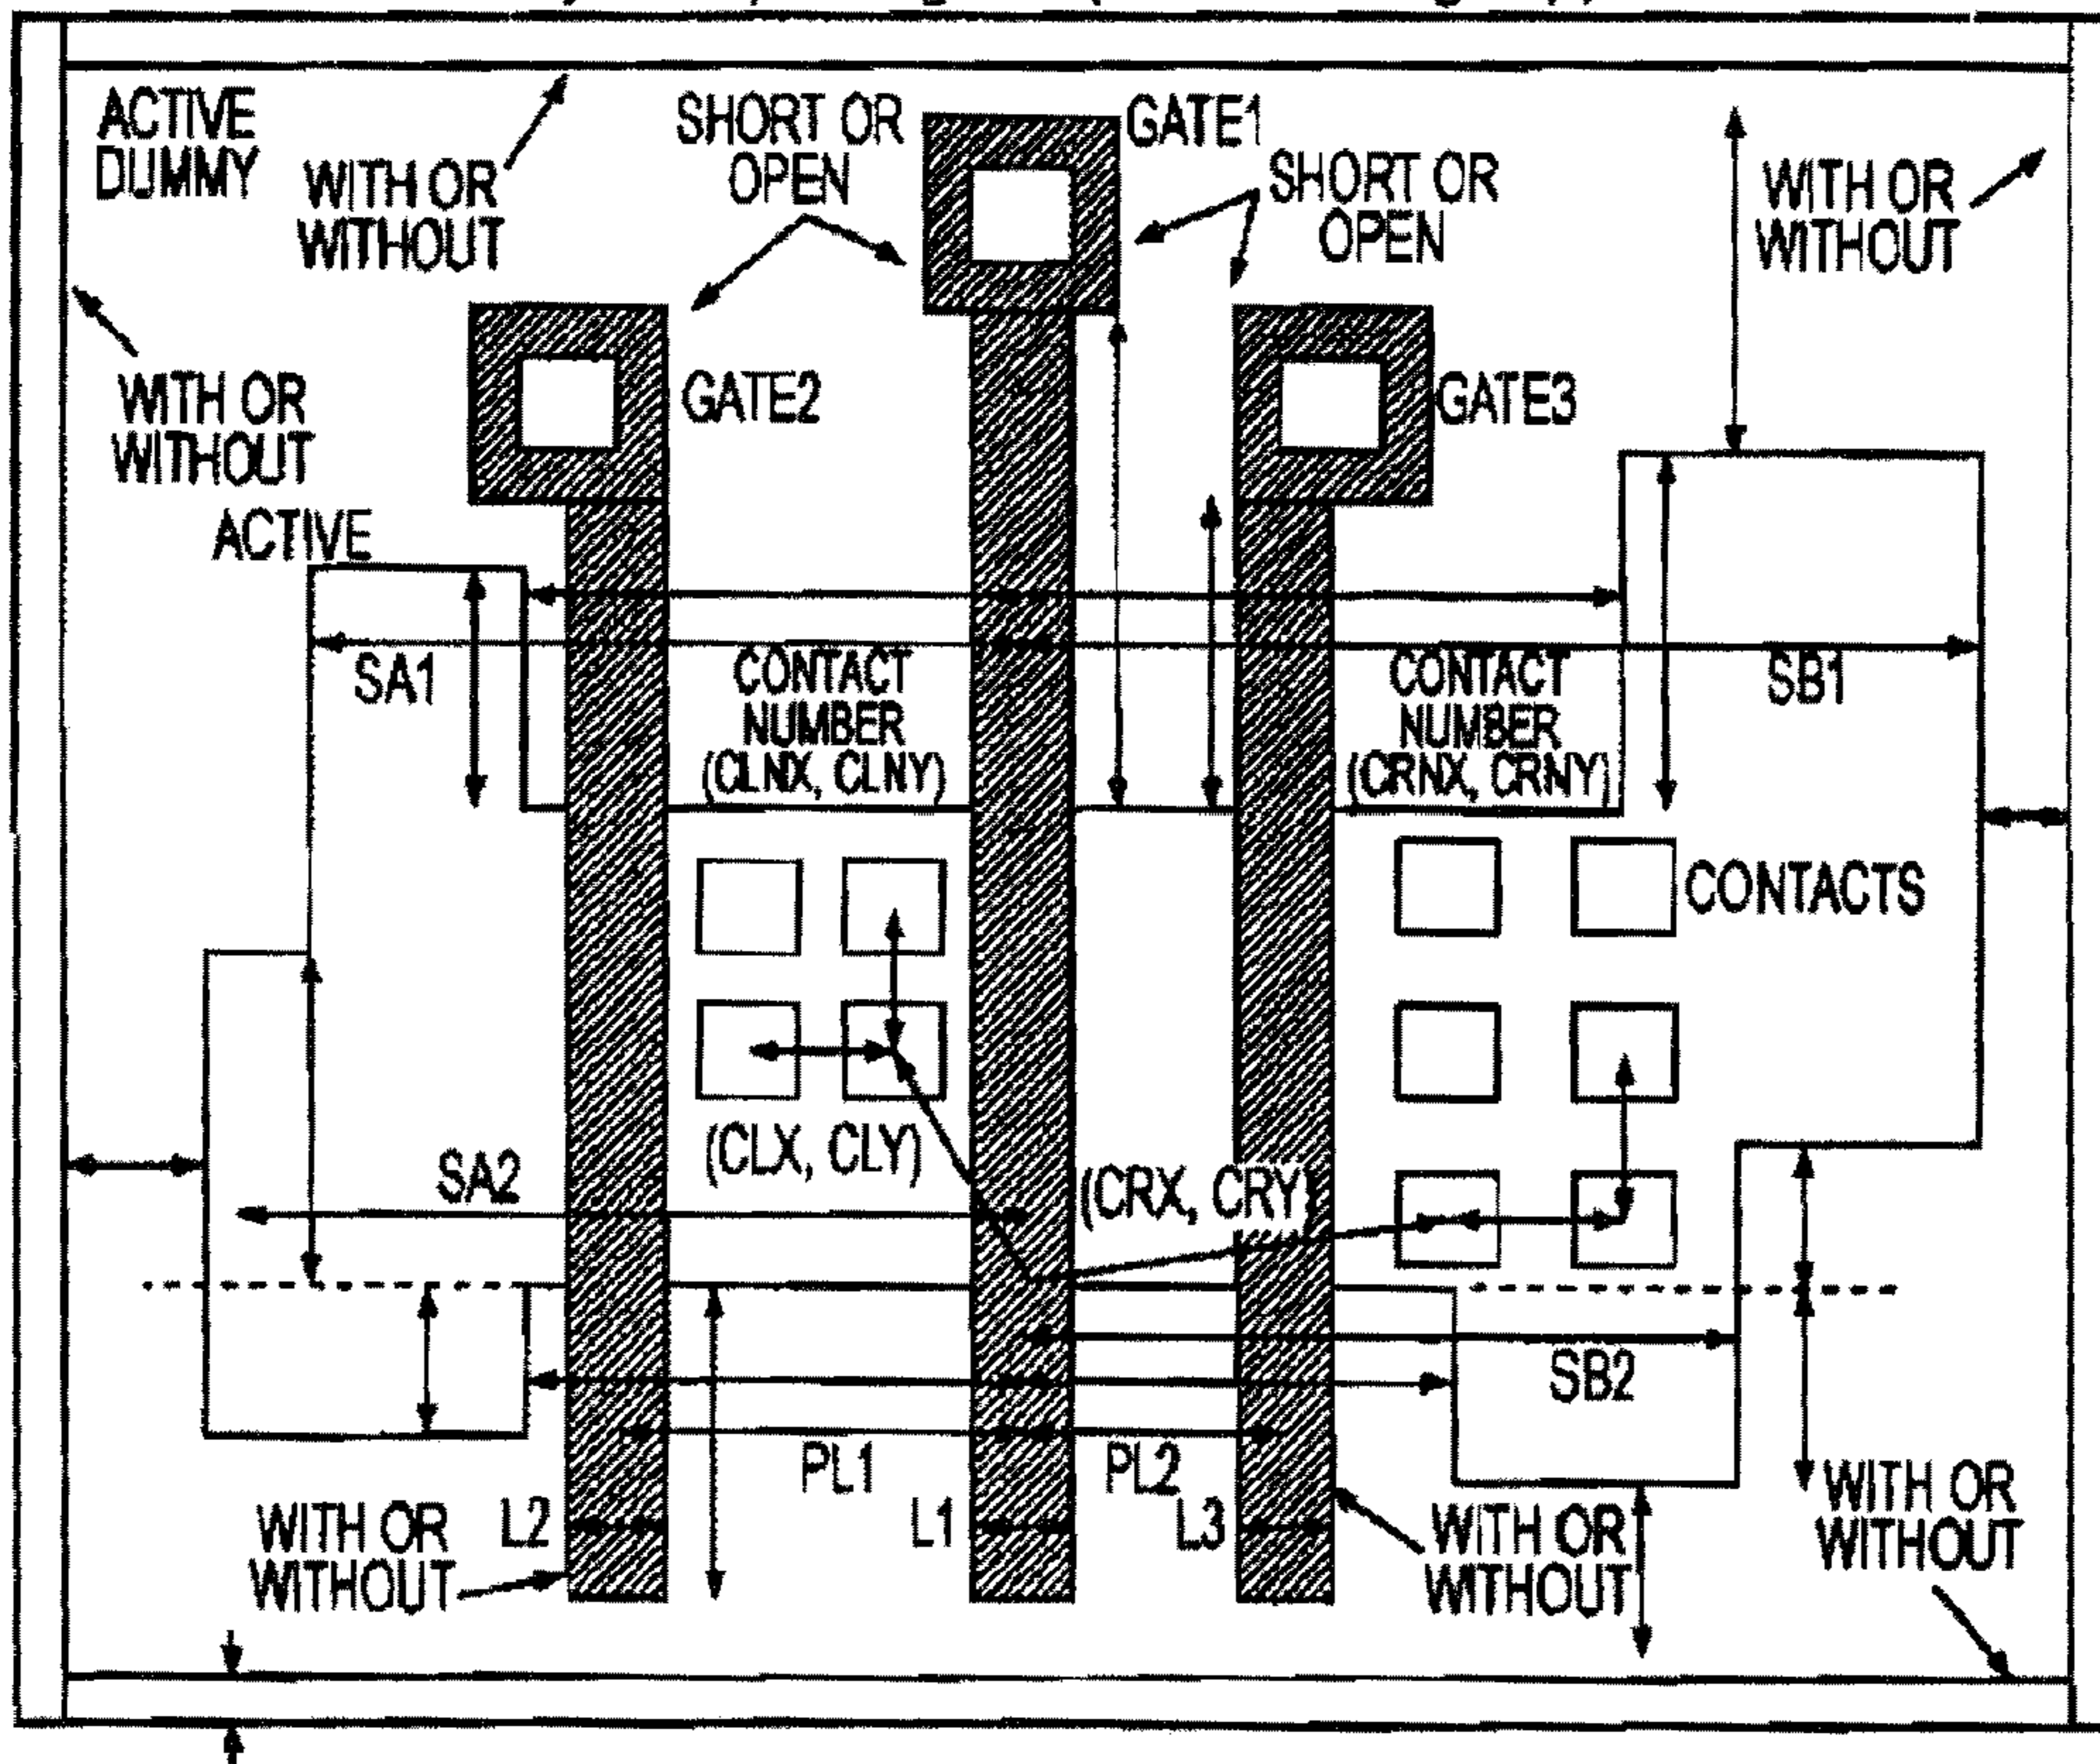 ACTIVE
DUMMY
WITH OR
WITHOUT
SHORT OR
OPEN
GATE1
SHORT OR
OPEN
WITH OR
WITHOUT
WITH OR
WITHOUT
GATE2
GATE3
ACTIVE
SA1
CONTACT
NUMBER
(CLNX, CLNY)
CONTACT
NUMBER
(CRNX, CRNY)
SB1
CONTACTS
(CLX, CLY)
SA2
(CRX, CRY)
SB2
PL1
PL2
WITH OR
WITHOUT
L2
L1
L3
WITH OR
WITHOUT
WITH OR
WITHOUT